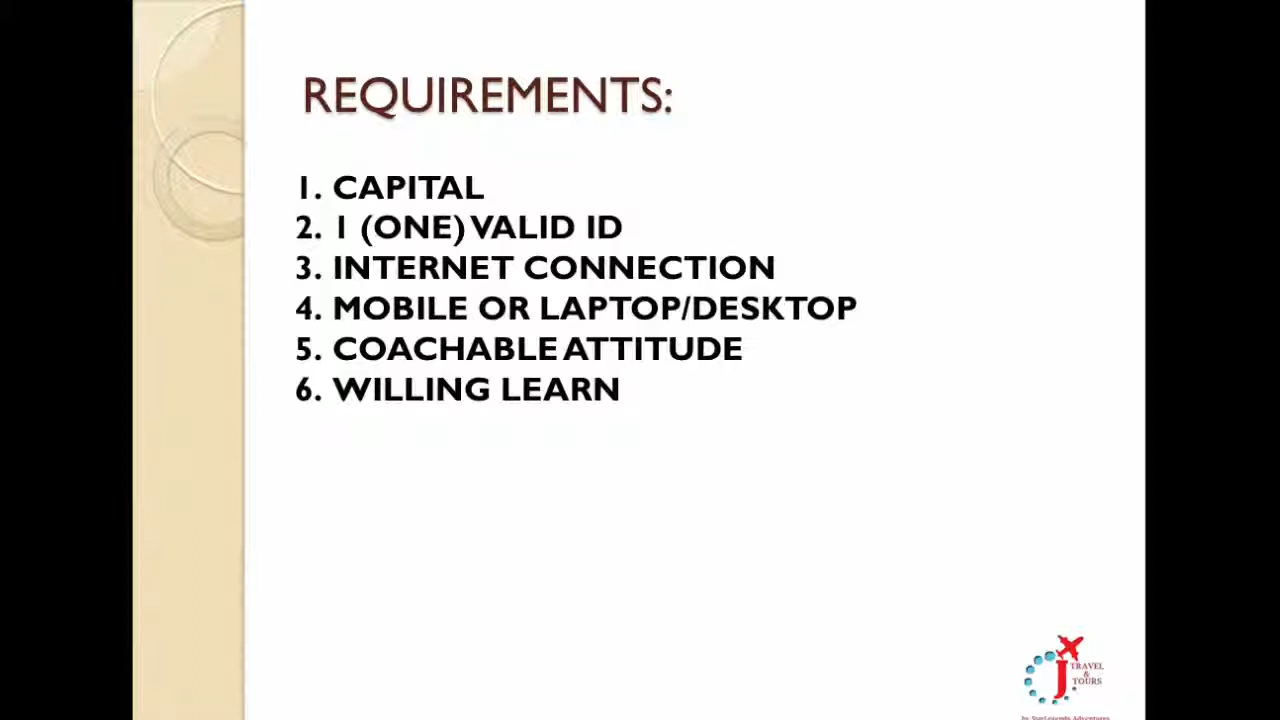 REQUIREMENTS:
1. CAPITAL
2. 1 (ONE) VALID ID
3. INTERNET CONNECTION
4. MOBILE OR LAPTOP/DESKTOP
5. COACHABLE ATTITUDE
6. WILLING LEARN
J.
TRAVEL
&
TOURS